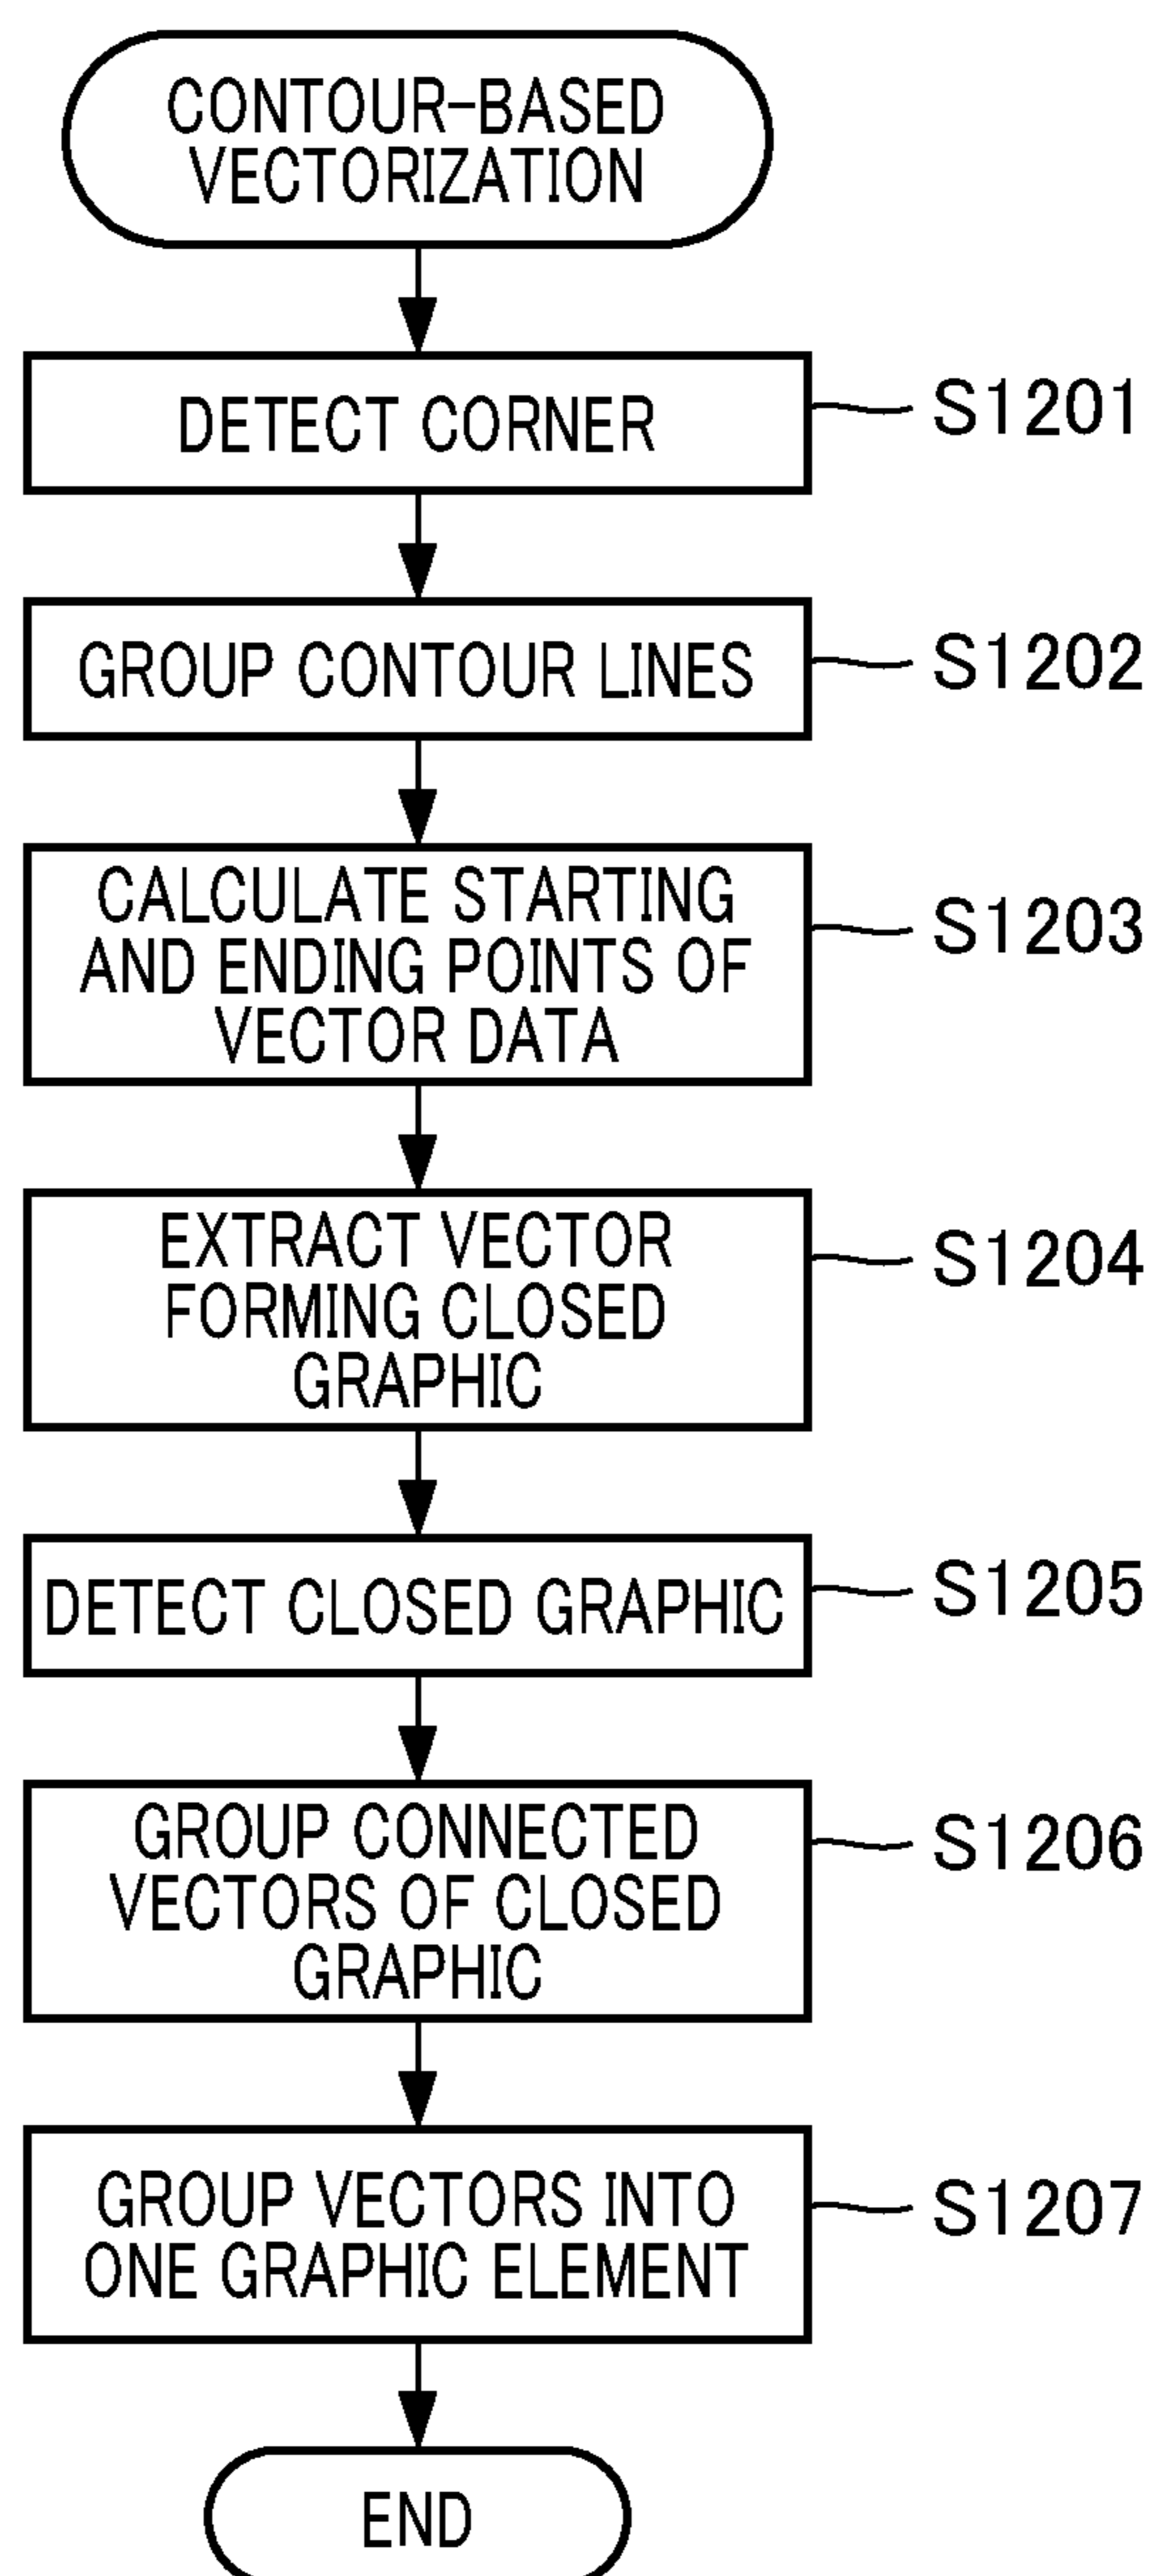 CONTOUR-BASED
VECTORIZATION
DETECT CORNER
S1201
GROUP CONTOUR LINES
S1202
CALCULATE STARTING
AND ENDING POINTS OF
VECTOR DATA
S1203
EXTRACT VECTOR
FORMING CLOSED
GRAPHIC
S1204
DETECT CLOSED GRAPHIC
S1205
GROUP CONNECTED
VECTORS OF CLOSED
GRAPHIC
S1206
GROUP VECTORS INTO
ONE GRAPHIC ELEMENT
S1207
END